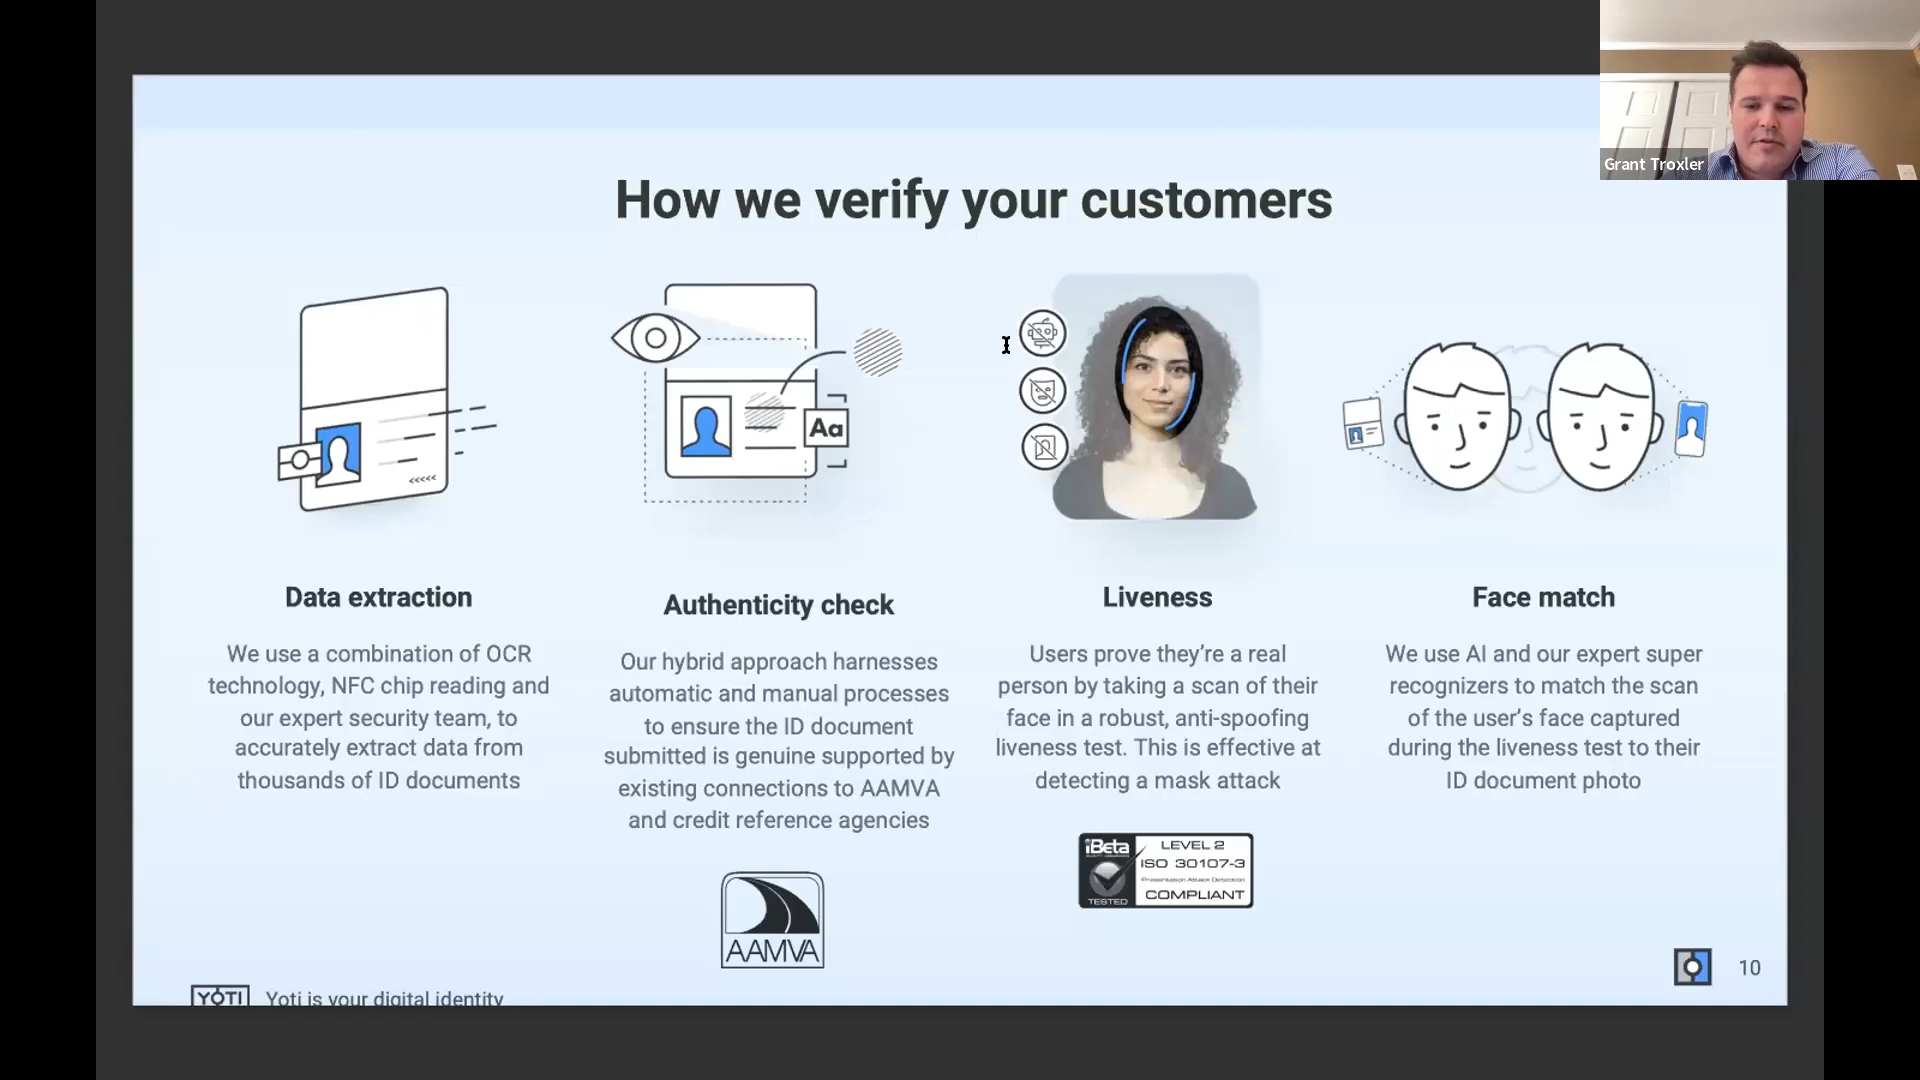 Grant Troxler
How we verify your customers
Aa
<<<<<
Data extraction
We use a combination of OCR
technology, NFC chip reading and
our expert security team, to
accurately extract data from
thousands of ID documents
Authenticity check
Our hybrid approach harnesses
automatic and manual processes
to ensure the ID document
submitted is genuine supported by
existing connections to AAMVA
and credit reference agencies
AAMVA
Liveness
Users prove they’re a real
person by taking a scan of their
face in a robust, anti-spoofing
liveness test. This is effective at
detecting a mask attack
iBeta
TESTED
LEVEL 2
ISO 30107-3
Presentation Attack Detection
COMPLIANT
Face match
We use AI and our expert super
recognizers to match the scan
of the user’s face captured
during the liveness test to their
ID document photo
YOTI Yoti is your digital identity
10